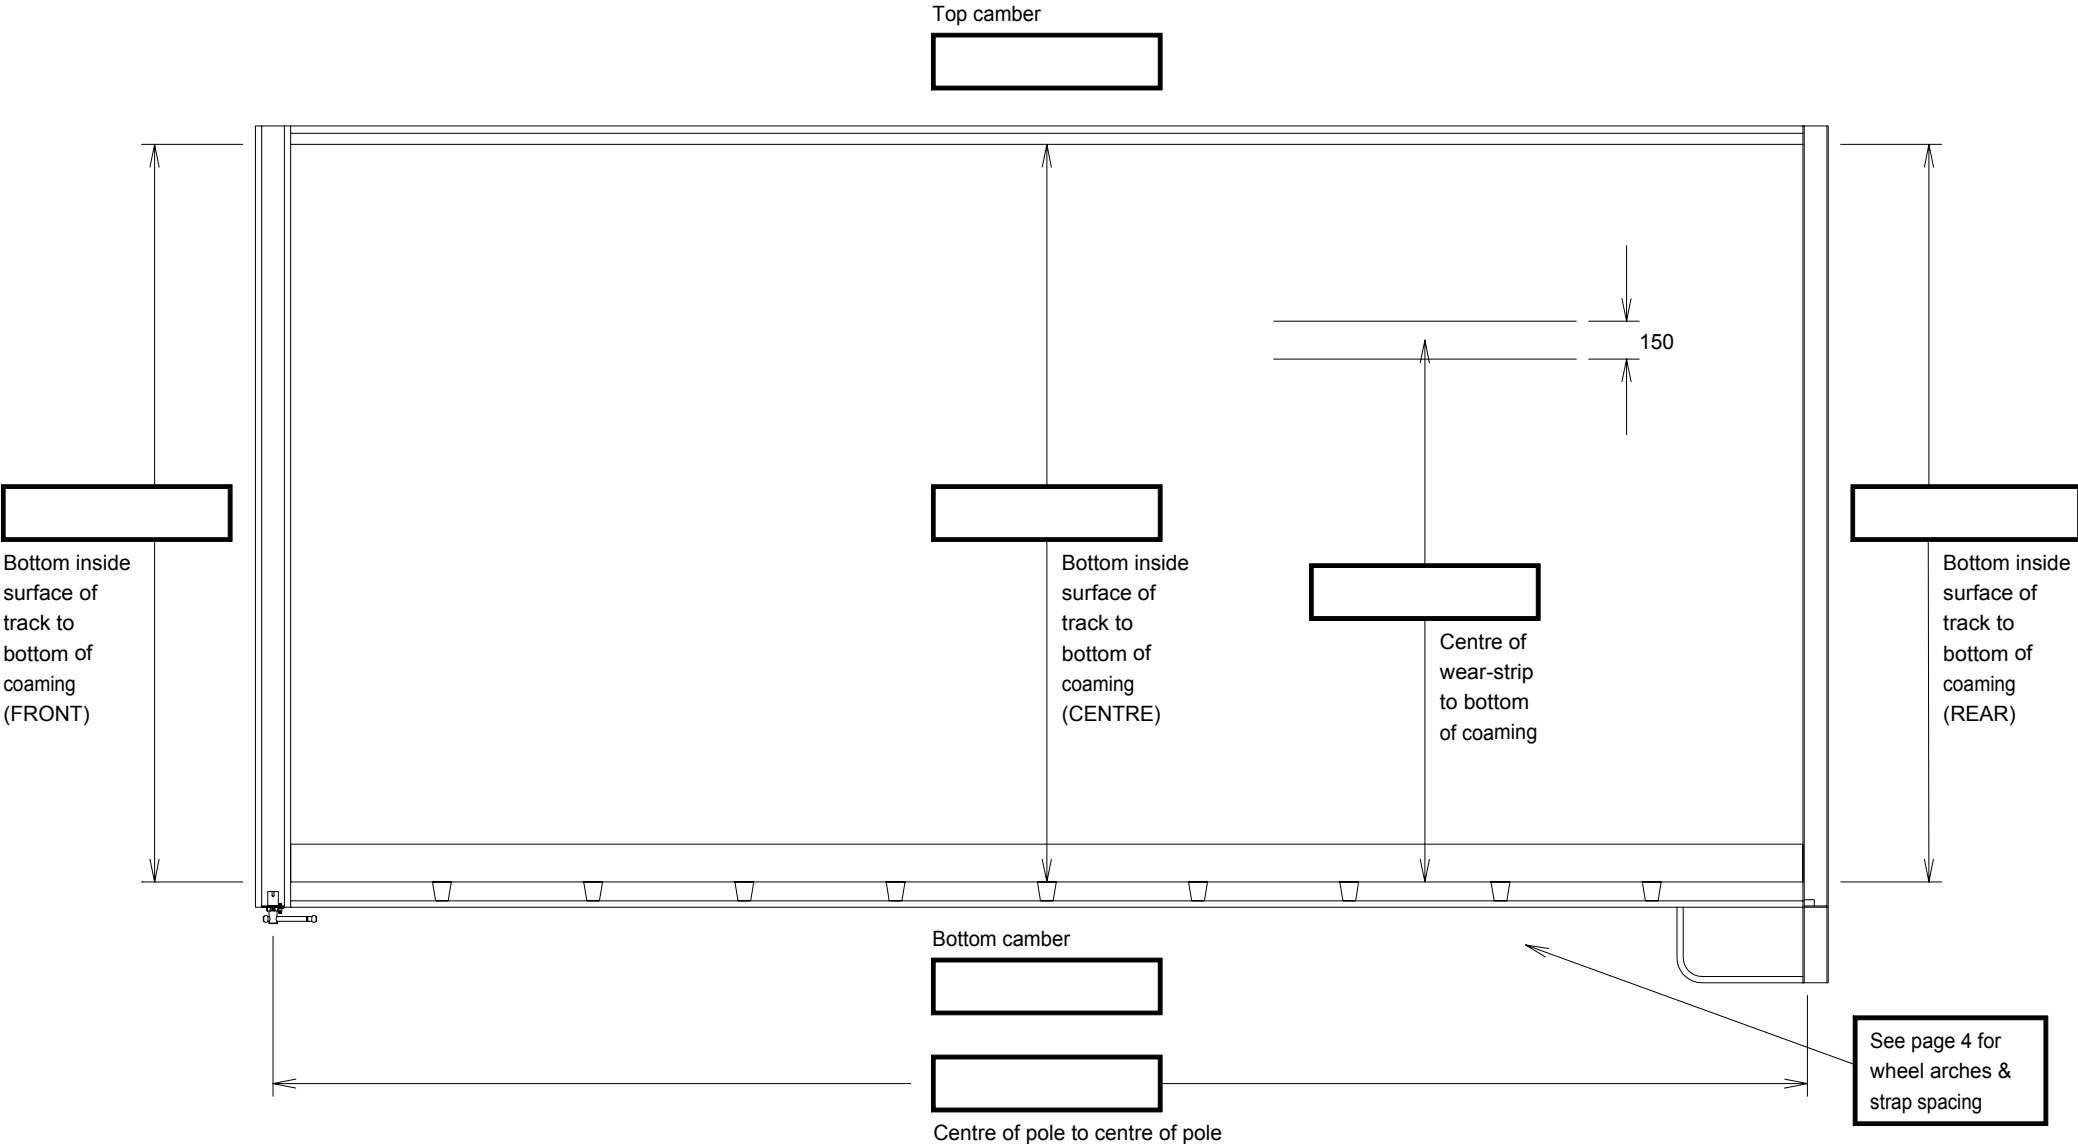 Top camber
150
Bottom inside
surface of
track to
bottom of
coaming
(FRONT)
Bottom inside
surface of
track to
bottom of
coaming
(CENTRE)
Centre of
wear-strip
to bottom
of coaming
Bottom inside
surface of
track to
bottom of
coaming
(REAR)
Bottom camber
See page 4 for
wheel arches &
strap spacing
Centre of pole to centre of pole